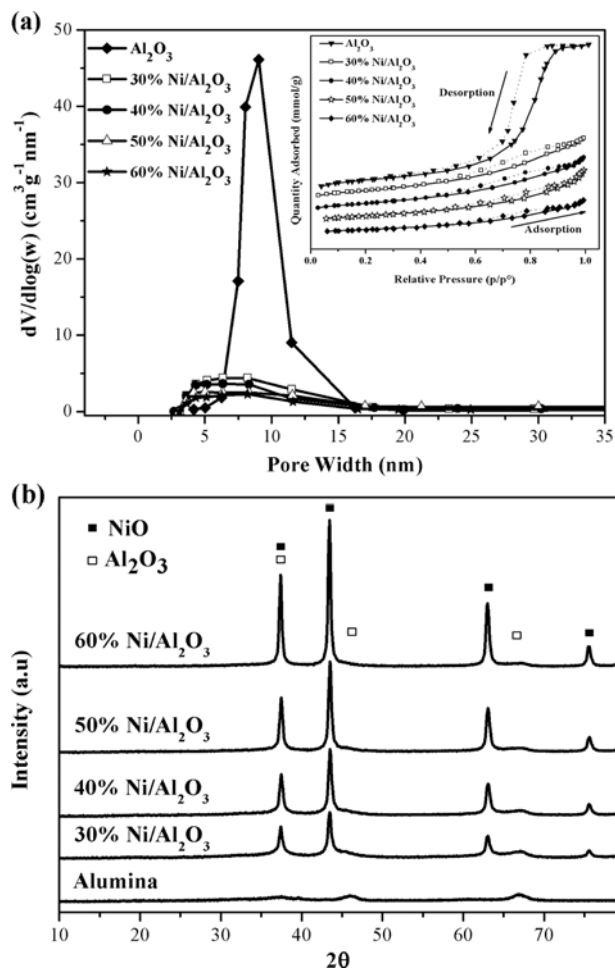 (a)
50
40
30
20
10
0
dV/dlog(w) (cm³g⁻¹ nm⁻¹)
Al₂O₃
30% Ni/Al₂O₃
40% Ni/Al₂O₃
50% Ni/Al₂O₃
60% Ni/Al₂O₃
Al₂O₃
30% Ni/Al₂O₃
40% Ni/Al₂O₃
50% Ni/Al₂O₃
60% Ni/Al₂O₃
Desorption
Adsorption
Quantity Adsorbed (mmol/g)
0.0 0.2 0.4 0.6 0.8 1.0
Relative Pressure (p/p°)
0 5 10 15 20 25 30
Pore Width (nm)
(b)
NiO
Al₂O₃
60% Ni/Al₂O₃
50% Ni/Al₂O₃
40% Ni/Al₂O₃
30% Ni/Al₂O₃
Alumina
Intensity (a.u)
10 20 30 40 50 60 70
2θ